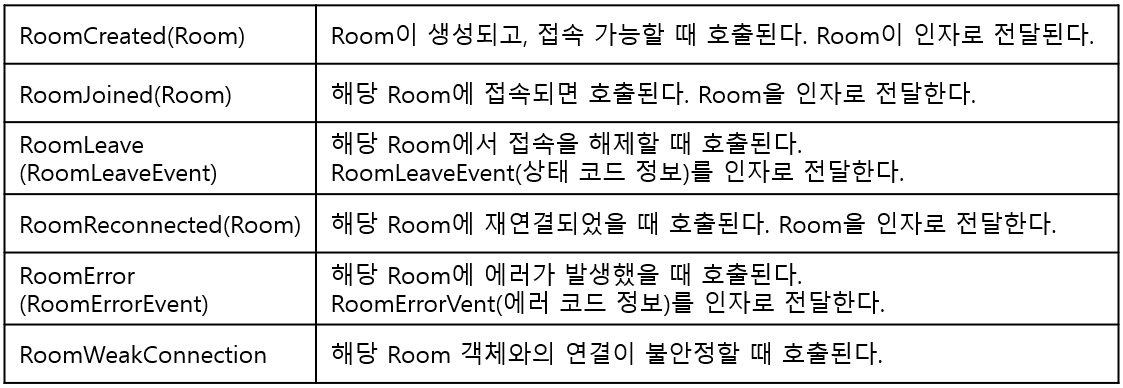 RoomCreated(Room)
Room이 생성되고, 접속 가능할 때 호출된다. Room이 인자로 전달된다.
RoomJoined(Room)
해당 Room에 접속되면 호출된다. Room을 인자로 전달한다.
RoomLeave
(RoomLeaveEvent)
해당 Room에서 접속을 해제할 때 호출된다.
RoomLeaveEvent(상태 코드 정보)를 인자로 전달한다.
RoomReconnected(Room)
해당 Room에 재연결되었을 때 호출된다. Room을 인자로 전달한다.
RoomError
(RoomErrorEvent)
해당 Room에 에러가 발생했을 때 호출된다.
RoomErrorVent(에러 코드 정보)를 인자로 전달한다.
RoomWeakConnection
해당 Room 객체와의 연결이 불안정할 때 호출된다.